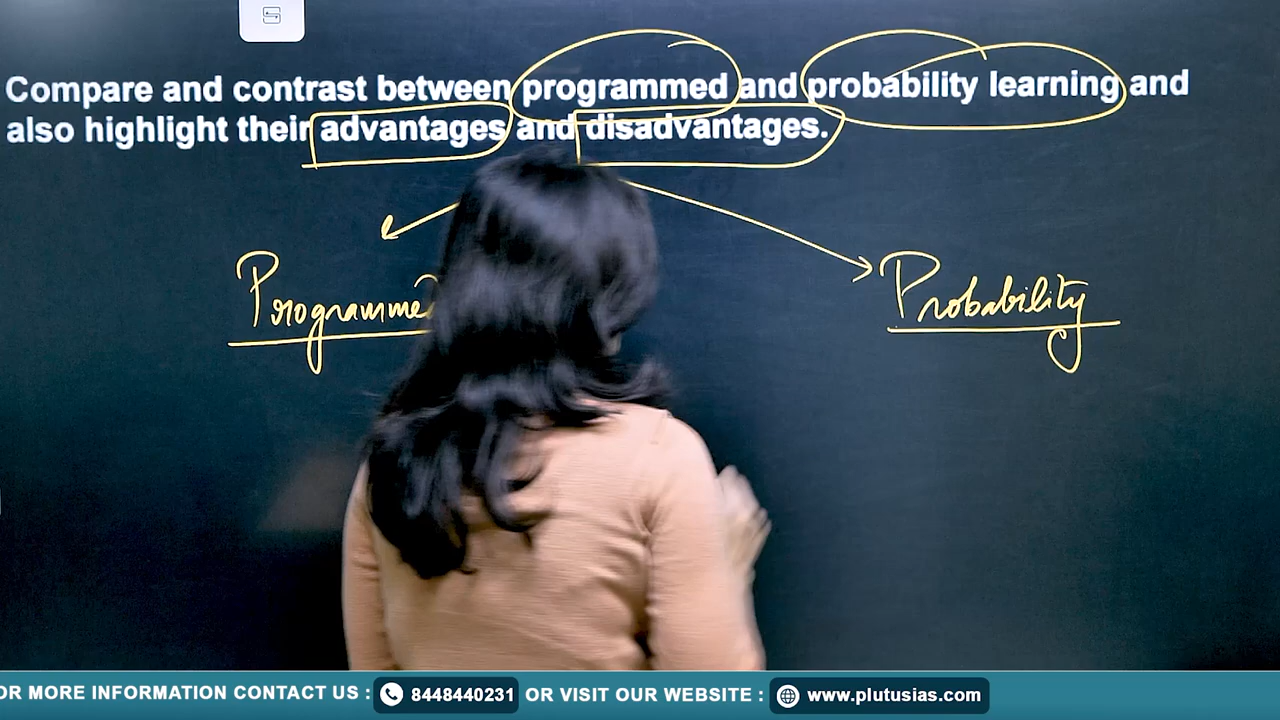 Compare and contrast between programmed and probability learning and
also highlight their advantages and disadvantages.
Probability
OR MORE INFORMATION CONTACT US : 8448440231 OR VISIT OUR WEBSITE : www.plutusias.com